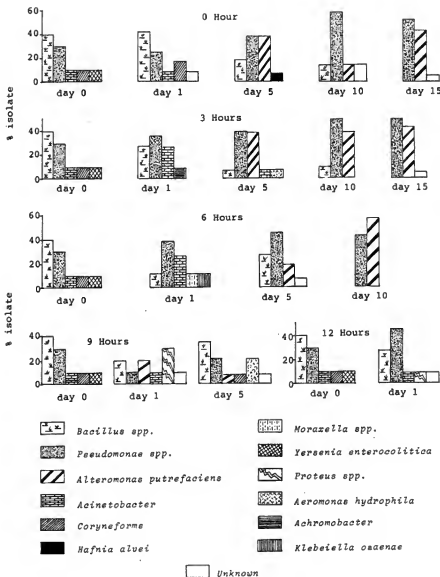 0 Hour
60
40
20
0
day 0 day 1 day 5 day 10 day 15
% isolate
3 Hours
40
20
0
day 0 day 1 day 5 day 10 day 15
6 Hours
60
40
20
0
day 0 day 1 day 5 day 10
% isolate
9 Hours 12 Hours
40
20
0
40
20
0
day 0 day 1 day 5 day 0 day 1
Bacillus spp. Moraxella spp.
Pseudomonae spp. Yersenia enterocolitica
Alteromonas putrefaciens Proteus spp.
Acinetobacter Aeromonas hydrophila
Coryneforms Achromobacter
Hafnia alvei Klebsiella ozaenae
Unknown